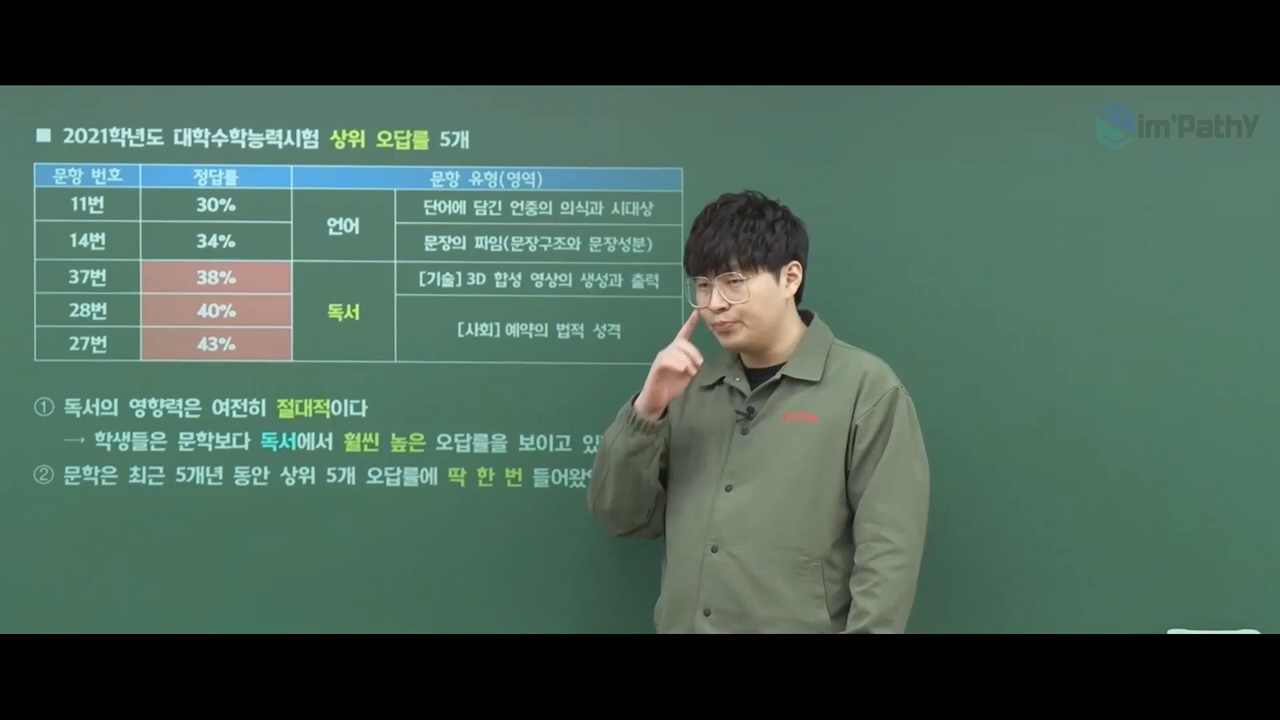 im'PathY
■ 2021학년도 대학수학능력시험 상위 오답률 5개
문항 번호 정답률 문항 유형(영역)
11번 30% 언어 단어에 담긴 언중의 의식과 시대상
14번 34% 문장의 짜임(문장구조와 문장성분)
37번 38% 독서 [기술] 3D 합성 영상의 생성과 출력
28번 40% [사회] 예약의 법적 성격
27번 43%
① 독서의 영향력은 여전히 절대적이다
→ 학생들은 문학보다 독서에서 훨씬 높은 오답률을 보이고
② 문학은 최근 5개년 동안 상위 5개 오답률에 딱 한 번